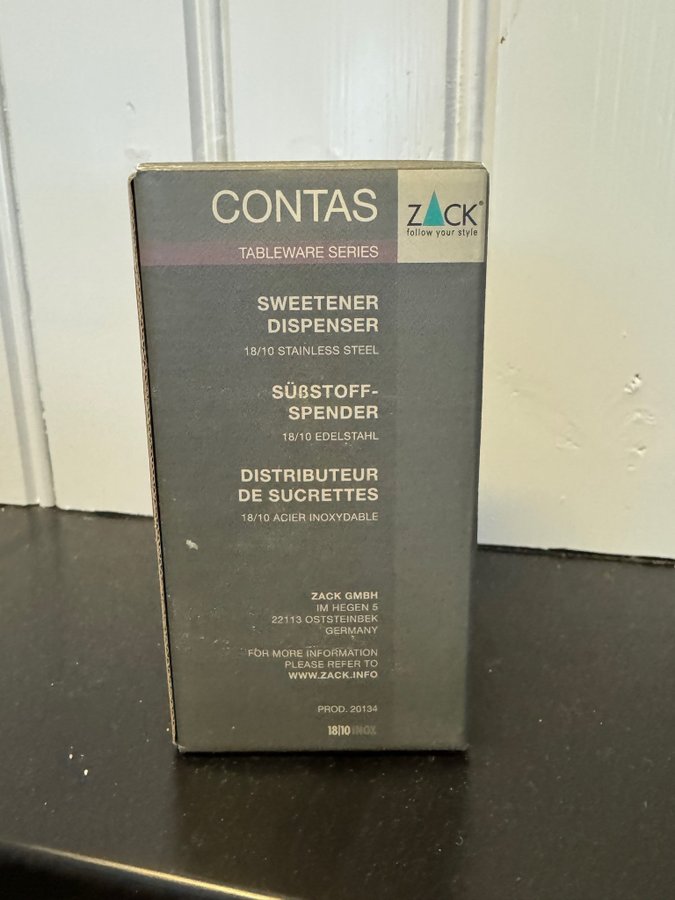 CONTAS
ZACK®
follow your style
TABLEWARE SERIES
SWEETENER
DISPENSER
18/10 STAINLESS STEEL
SÜßSTOFF-
SPENDER
18/10 EDELSTAHL
DISTRIBUTEUR
DE SUCRETTES
18/10 ACIER INOXYDABLE
ZACK GMBH
IM HEGEN 5
22113 OSTSTEINBEK
GERMANY
FOR MORE INFORMATION
PLEASE REFER TO
WWW.ZACK.INFO
PROD. 20134
18|10 INOX